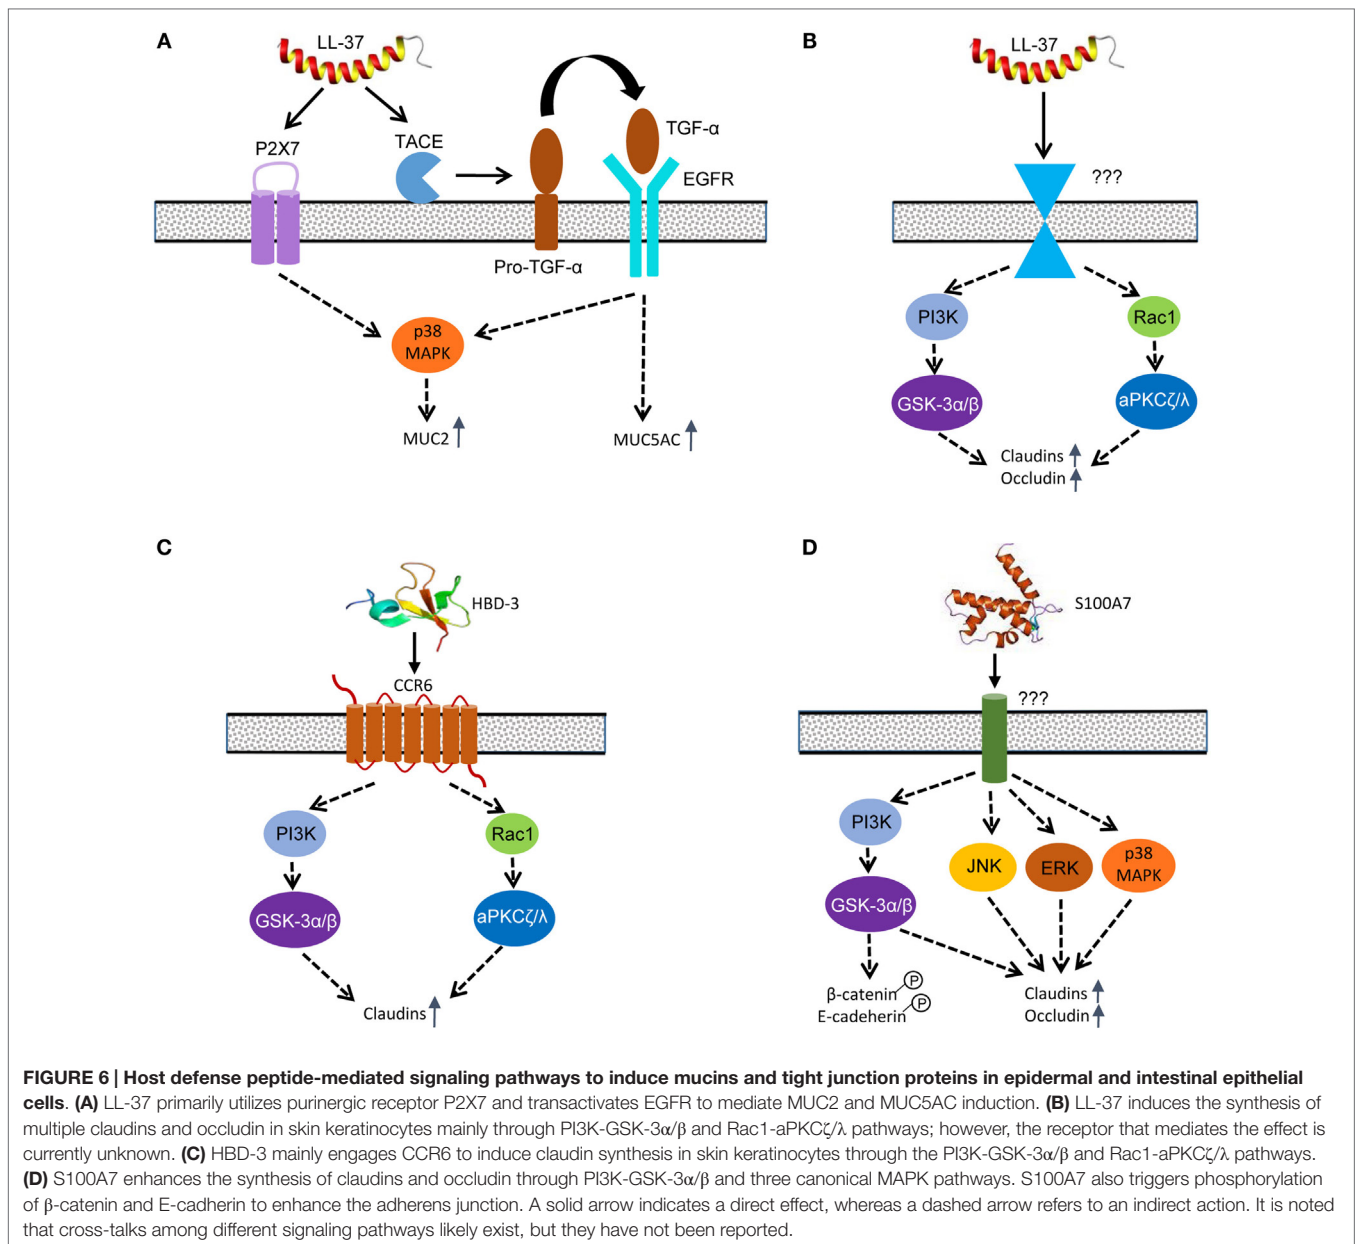 A
LL-37
P2X7
TACE
TGF-α
EGFR
Pro-TGF-α
p38
MAPK
MUC2
MUC5AC
B
LL-37
???
PI3K
Rac1
GSK-3α/β
aPKCζ/λ
Claudins
Occludin
C
HBD-3
CCR6
PI3K
Rac1
GSK-3α/β
aPKCζ/λ
Claudins
D
S100A7
???
PI3K
JNK
ERK
p38
MAPK
GSK-3α/β
β-catenin P
E-cadeherin P
Claudins
Occludin
FIGURE 6 | Host defense peptide-mediated signaling pathways to induce mucins and tight junction proteins in epidermal and intestinal epithelial
cells. (A) LL-37 primarily utilizes purinergic receptor P2X7 and transactivates EGFR to mediate MUC2 and MUC5AC induction. (B) LL-37 induces the synthesis of
multiple claudins and occludin in skin keratinocytes mainly through PI3K-GSK-3α/β and Rac1-aPKCζ/λ pathways; however, the receptor that mediates the effect is
currently unknown. (C) HBD-3 mainly engages CCR6 to induce claudin synthesis in skin keratinocytes through the PI3K-GSK-3α/β and Rac1-aPKCζ/λ pathways.
(D) S100A7 enhances the synthesis of claudins and occludin through PI3K-GSK-3α/β and three canonical MAPK pathways. S100A7 also triggers phosphorylation
of β-catenin and E-cadherin to enhance the adherens junction. A solid arrow indicates a direct effect, whereas a dashed arrow refers to an indirect action. It is noted
that cross-talks among different signaling pathways likely exist, but they have not been reported.